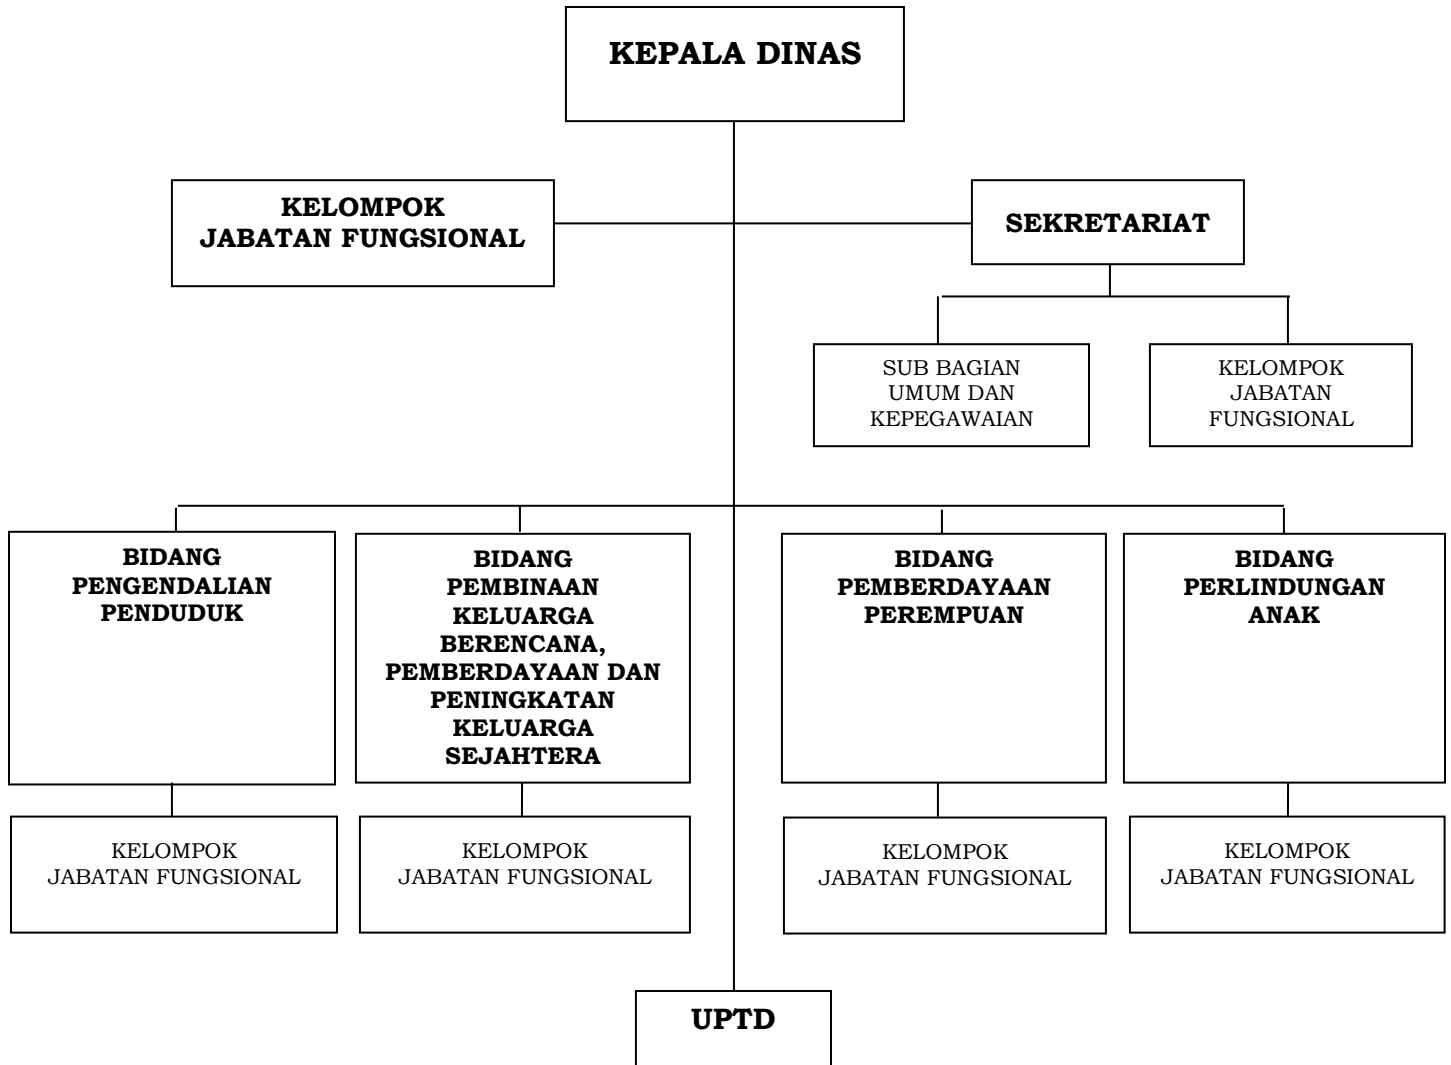 KEPALA DINAS
KELOMPOK
JABATAN FUNGSIONAL
SEKRETARIAT
SUB BAGIAN
UMUM DAN
KEPEGAWAIAN
KELOMPOK
JABATAN
FUNGSIONAL
BIDANG
PENGENDALIAN
PENDUDUK
BIDANG
PEMBINAAN
KELUARGA
BERENCANA,
PEMBERDAYAAN DAN
PENINGKATAN
KELUARGA
SEJAHTERA
BIDANG
PEMBERDAYAAN
PEREMPUAN
BIDANG
PERLINDUNGAN
ANAK
KELOMPOK
JABATAN FUNGSIONAL
KELOMPOK
JABATAN FUNGSIONAL
KELOMPOK
JABATAN FUNGSIONAL
KELOMPOK
JABATAN FUNGSIONAL
UPTD